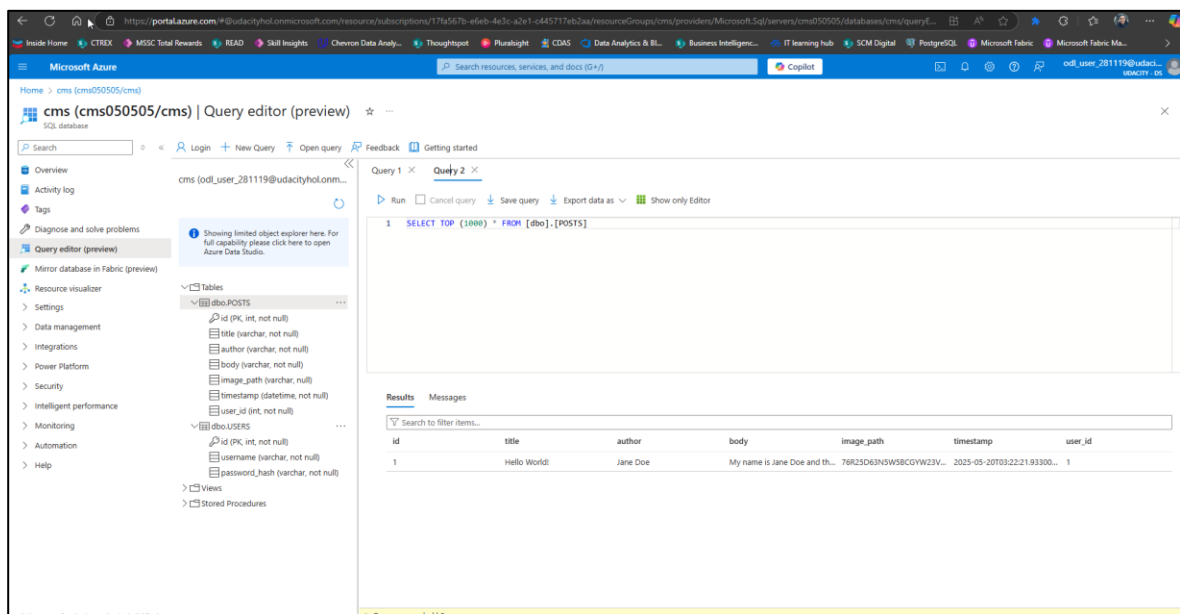 https://portal.azure.com/#@udacityhol.onmicrosoft.com/resource/subscriptions/17fa567b-e6eb-4e3c-a2e1-c445717eb2aa/resourceGroups/cms/providers/Microsoft.Sql/servers/cms050505/databases/cms/queryE...
Inside Home CTREX MSSC Total Rewards READ Skill Insights Chevron Data Analy... Thoughtspot Pluralsight CDAS Data Analytics & BI... Business Intelligenc... IT learning hub SCM Digital PostgreSQL Microsoft Fabric Microsoft Fabric Ma...
Microsoft Azure
Search resources, services, and docs (G+/)
Copilot
odl_user_281119@udaci...
UDACITY - DS
Home > cms (cms050505/cms)
cms (cms050505/cms) | Query editor (preview)
SQL database
Search
Login
New Query
Open query
Feedback
Getting started
Overview
Activity log
Tags
Diagnose and solve problems
Query editor (preview)
Mirror database in Fabric (preview)
Resource visualizer
Settings
Data management
Integrations
Power Platform
Security
Intelligent performance
Monitoring
Automation
Help
cms (odl_user_281119@udacityhol.onm...
Showing limited object explorer here. For
full capability please click here to open
Azure Data Studio.
Tables
dbo.POSTS
id (PK, int, not null)
title (varchar, not null)
author (varchar, not null)
body (varchar, not null)
image_path (varchar, null)
timestamp (datetime, not null)
user_id (int, not null)
dbo.USERS
id (PK, int, not null)
username (varchar, not null)
password_hash (varchar, not null)
Views
Stored Procedures
Query 1
Query 2
Run
Cancel query
Save query
Export data as
Show only Editor
1 SELECT TOP (1000) * FROM [dbo].[POSTS]
Results Messages
Search to filter items...
id title author body image_path timestamp user_id
1 Hello World! Jane Doe My name is Jane Doe and th... 76R25D63N5W5BCGYW23V... 2025-05-20T03:22:21.93300... 1